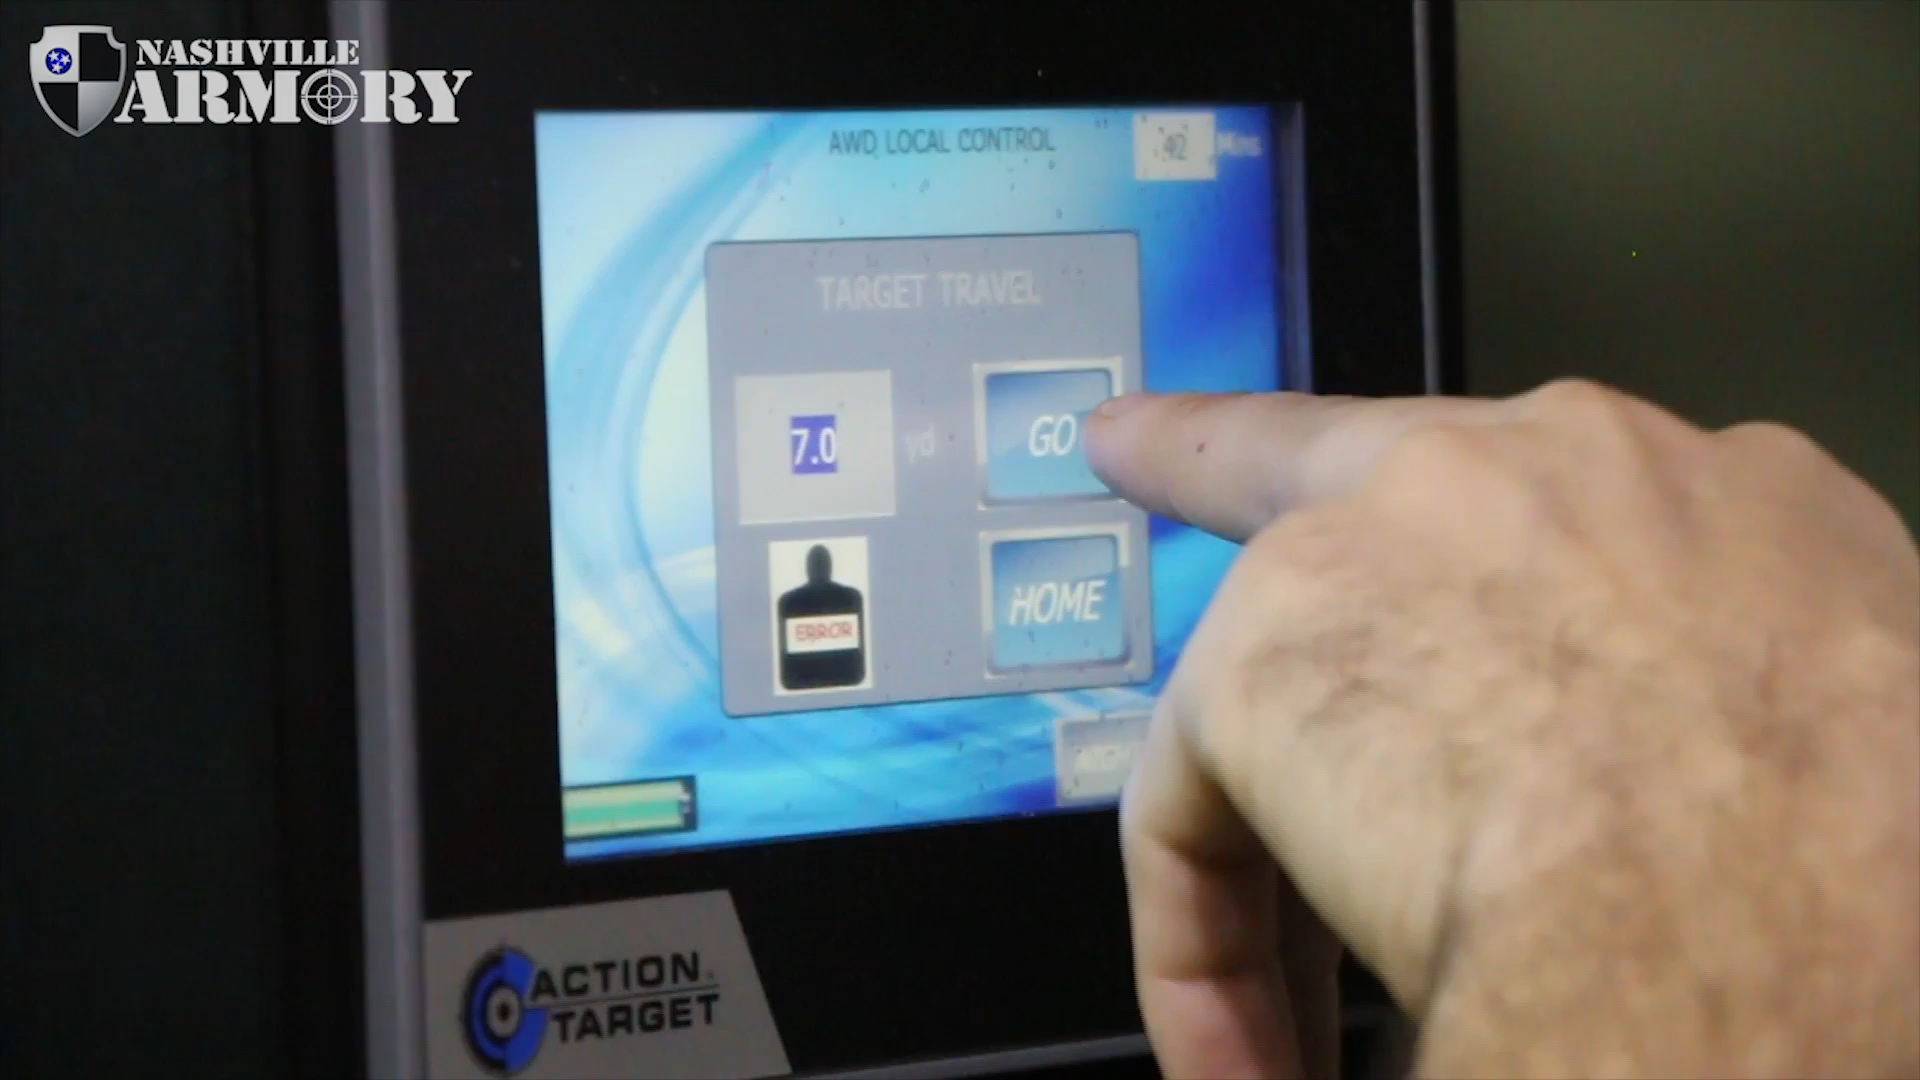 NASHVILLE
ARMORY
AWD LOCAL CONTROL
42 Mins
TARGET TRAVEL
7.0 yd
GO
ERROR
HOME
ACTION
TARGET